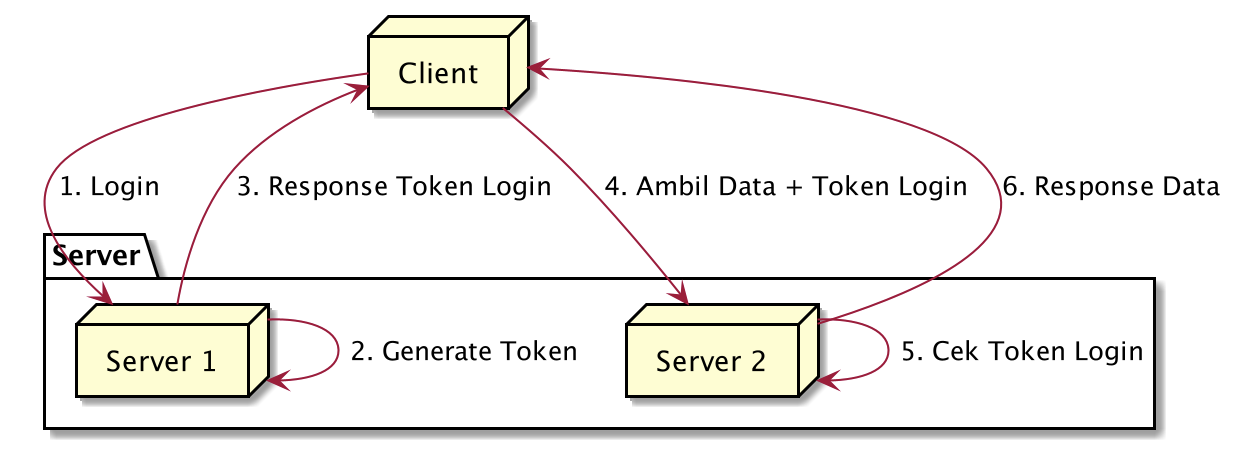 Client
1. Login
3. Response Token Login
4. Ambil Data + Token Login
6. Response Data
Server
Server 1
2. Generate Token
Server 2
5. Cek Token Login